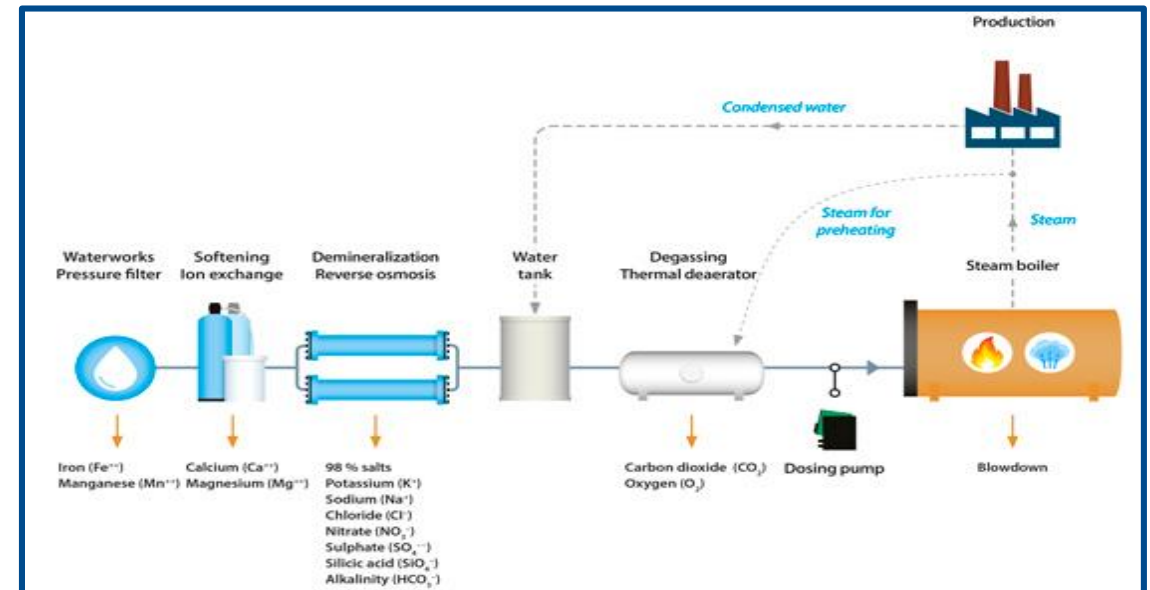 Production
Condensed water
Steam for
preheating
Steam
Waterworks
Pressure filter
Softening
Ion exchange
Demineralization
Reverse osmosis
Water
tank
Degassing
Thermal deaerator
Steam boiler
Iron (Fe⁺⁺)
Manganese (Mn⁺⁺)
Calcium (Ca⁺⁺)
Magnesium (Mg⁺⁺)
98 % salts
Potassium (K⁺)
Sodium (Na⁺)
Chloride (Cl⁻)
Nitrate (NO₃⁻)
Sulphate (SO₄⁻⁻)
Silicic acid (SiO₄⁻)
Alkalinity (HCO₃⁻)
Carbon dioxide (CO₂)
Oxygen (O₂)
Dosing pump
Blowdown